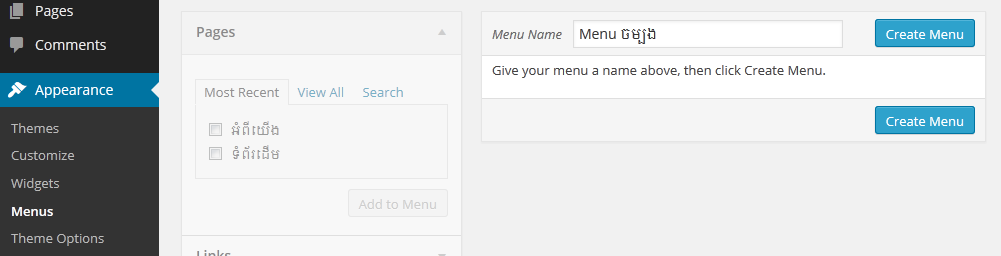 Pages
Comments
Appearance
Themes
Customize
Widgets
Menus
Theme Options
Pages
Most Recent View All Search
អំពីយើង
ទំព័រដើម
Add to Menu
Links
Menu Name Menu ចម្បង Create Menu
Give your menu a name above, then click Create Menu.
Create Menu